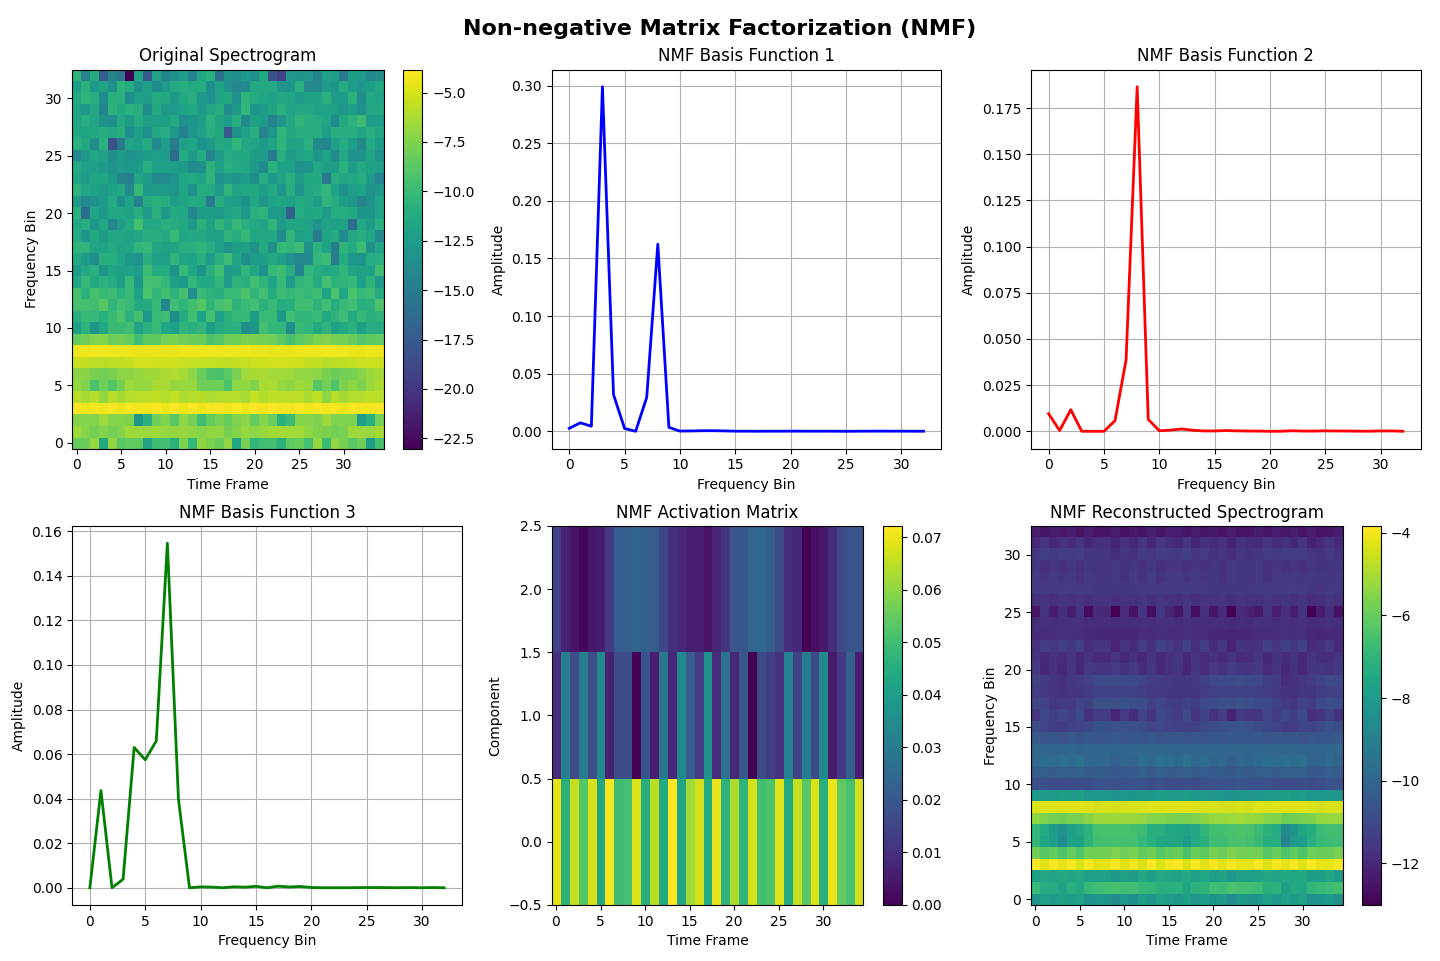 Non-negative Matrix Factorization (NMF)
Original Spectrogram
Frequency Bin
30
25
20
15
10
5
0
0 5 10 15 20 25 30
Time Frame
−5.0
−7.5
−10.0
−12.5
−15.0
−17.5
−20.0
−22.5
NMF Basis Function 1
Amplitude
0.30
0.25
0.20
0.15
0.10
0.05
0.00
0 5 10 15 20 25 30
Frequency Bin
NMF Basis Function 2
Amplitude
0.175
0.150
0.125
0.100
0.075
0.050
0.025
0.000
0 5 10 15 20 25 30
Frequency Bin
NMF Basis Function 3
Amplitude
0.16
0.14
0.12
0.10
0.08
0.06
0.04
0.02
0.00
0 5 10 15 20 25 30
Frequency Bin
NMF Activation Matrix
Component
2.5
2.0
1.5
1.0
0.5
0.0
−0.5
0 5 10 15 20 25 30
Time Frame
0.07
0.06
0.05
0.04
0.03
0.02
0.01
0.00
NMF Reconstructed Spectrogram
Frequency Bin
30
25
20
15
10
5
0
0 5 10 15 20 25 30
Time Frame
−4
−6
−8
−10
−12